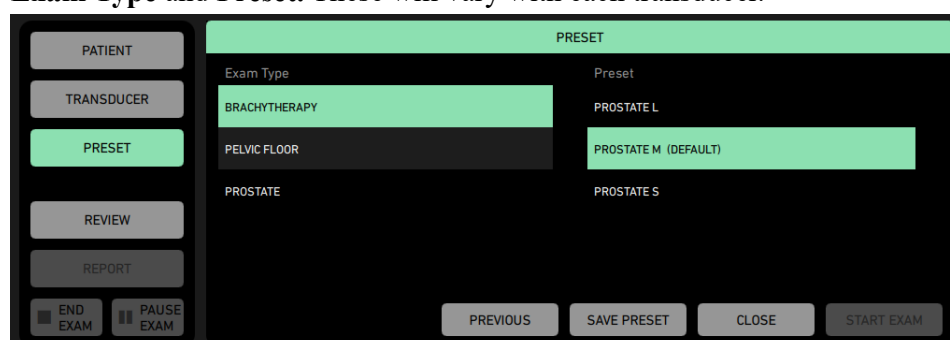 Exam Type and Preset. These will vary with each transducer.
PATIENT
TRANSDUCER
PRESET
REVIEW
REPORT
END
EXAM
PAUSE
EXAM
PRESET
Exam Type
Preset
BRACHYTHERAPY
PROSTATE L
PELVIC FLOOR
PROSTATE M (DEFAULT)
PROSTATE
PROSTATE S
PREVIOUS
SAVE PRESET
CLOSE
START EXAM